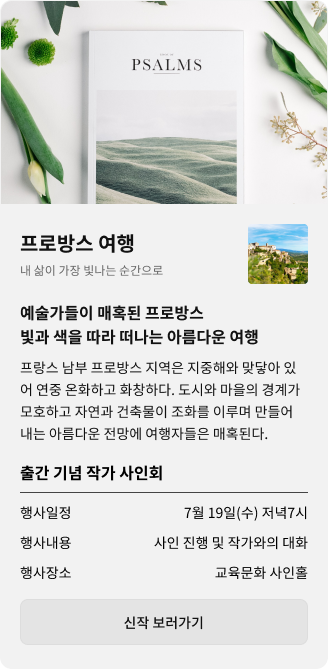 PSALMS
프로방스 여행
내 삶이 가장 빛나는 순간으로
예술가들이 매혹된 프로방스
빛과 색을 따라 떠나는 아름다운 여행
프랑스 남부 프로방스 지역은 지중해와 맞닿아 있
어 연중 온화하고 화창하다. 도시와 마을의 경계가
모호하고 자연과 건축물이 조화를 이루며 만들어
내는 아름다운 전망에 여행자들은 매혹된다.
출간 기념 작가 사인회
행사일정 7월 19일(수) 저녁7시
행사내용 사인 진행 및 작가와의 대화
행사장소 교육문화 사인홀
신작 보러가기